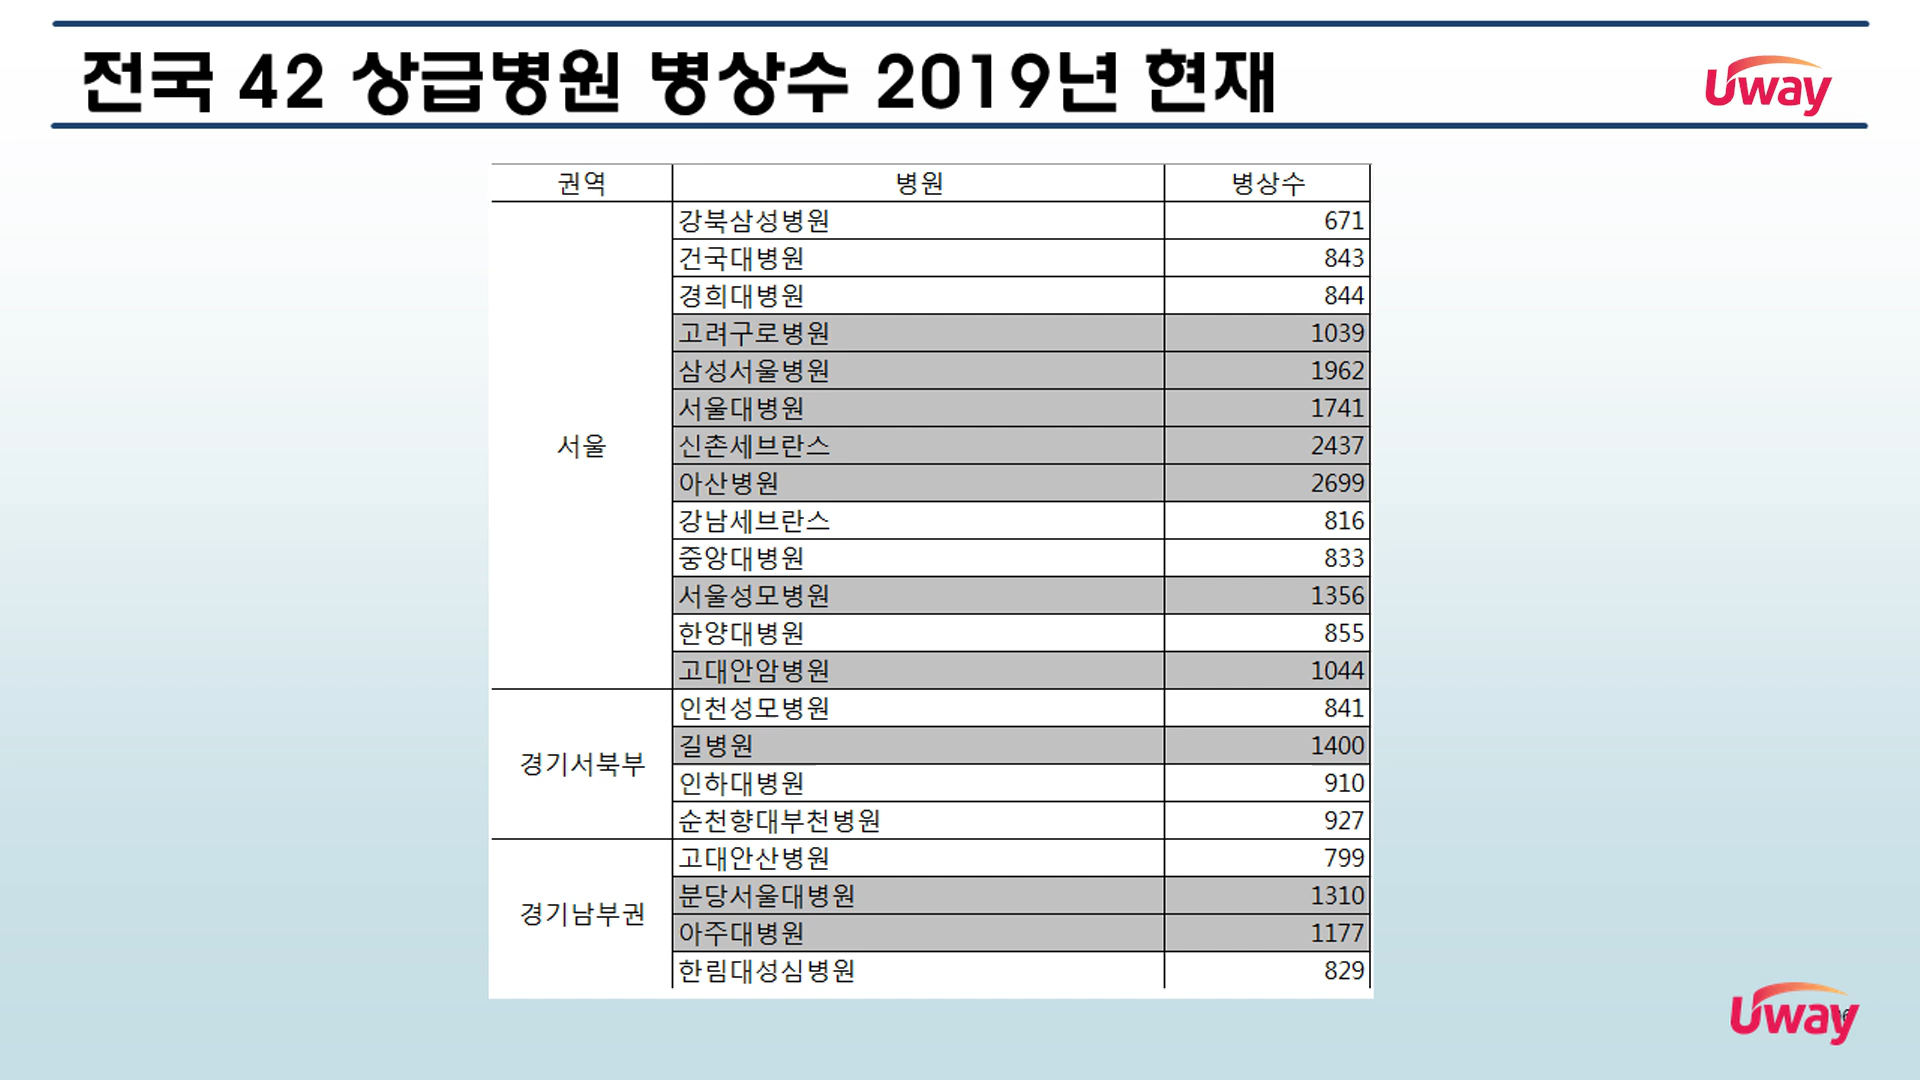 전국 42 상급병원 병상수 2019년 현재
Uway
권역 병원 병상수
서울
강북삼성병원 671
건국대병원 843
경희대병원 844
고려구로병원 1039
삼성서울병원 1962
서울대병원 1741
신촌세브란스 2437
아산병원 2699
강남세브란스 816
중앙대병원 833
서울성모병원 1356
한양대병원 855
고대안암병원 1044
경기서북부
인천성모병원 841
길병원 1400
인하대병원 910
순천향대부천병원 927
경기남부권
고대안산병원 799
분당서울대병원 1310
아주대병원 1177
한림대성심병원 829
Uway